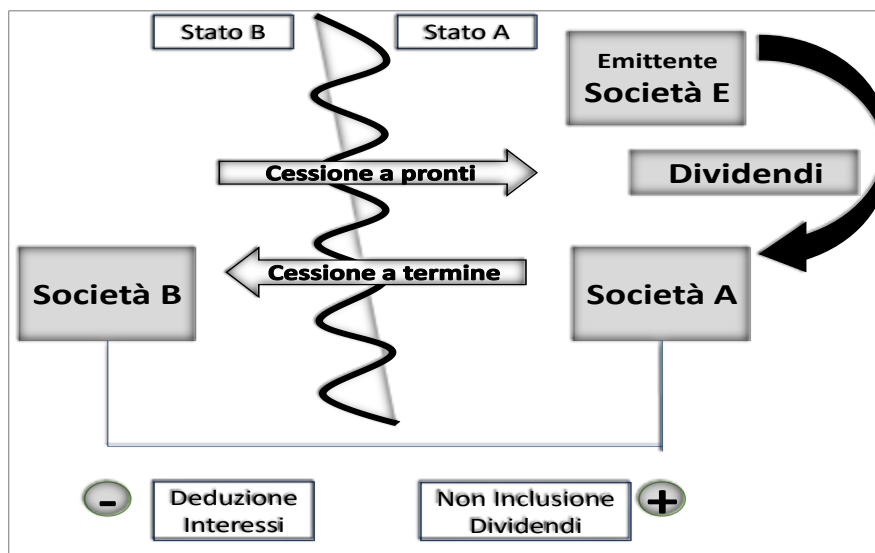 Stato B
Stato A
Emittente
Società E
Cessione a pronti
Dividendi
Cessione a termine
Società B
Società A
-
Deduzione
Interessi
Non Inclusione
Dividendi
+